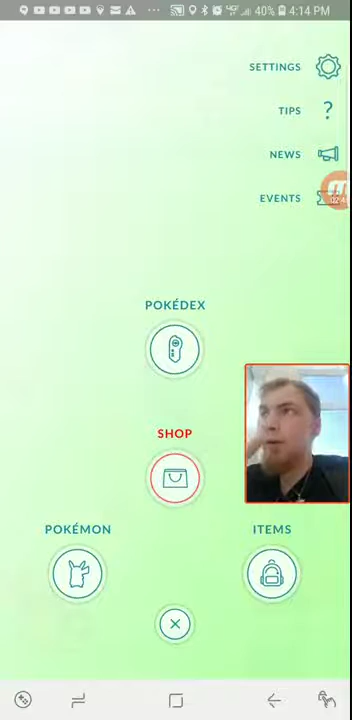 40% 4:14 PM
SETTINGS
TIPS ?
NEWS
EVENTS
POKÉDEX
SHOP
POKÉMON
ITEMS